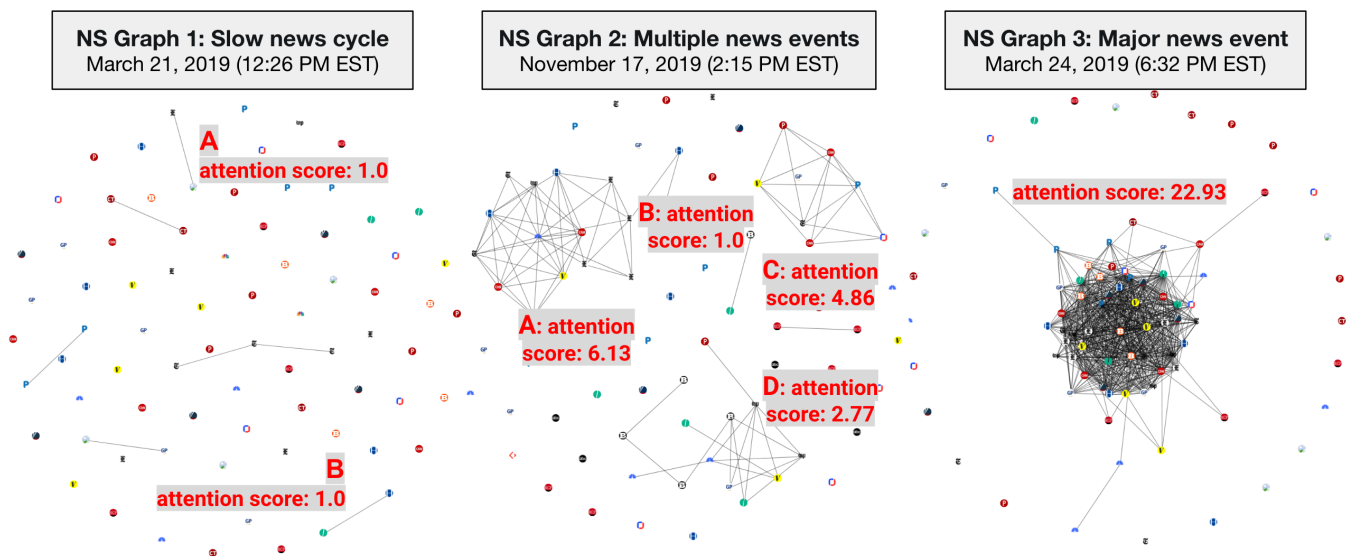 NS Graph 1: Slow news cycle
March 21, 2019 (12:26 PM EST)
A
attention score: 1.0
B
attention score: 1.0
NS Graph 2: Multiple news events
November 17, 2019 (2:15 PM EST)
B: attention
score: 1.0
C: attention
score: 4.86
A: attention
score: 6.13
D: attention
score: 2.77
NS Graph 3: Major news event
March 24, 2019 (6:32 PM EST)
attention score: 22.93